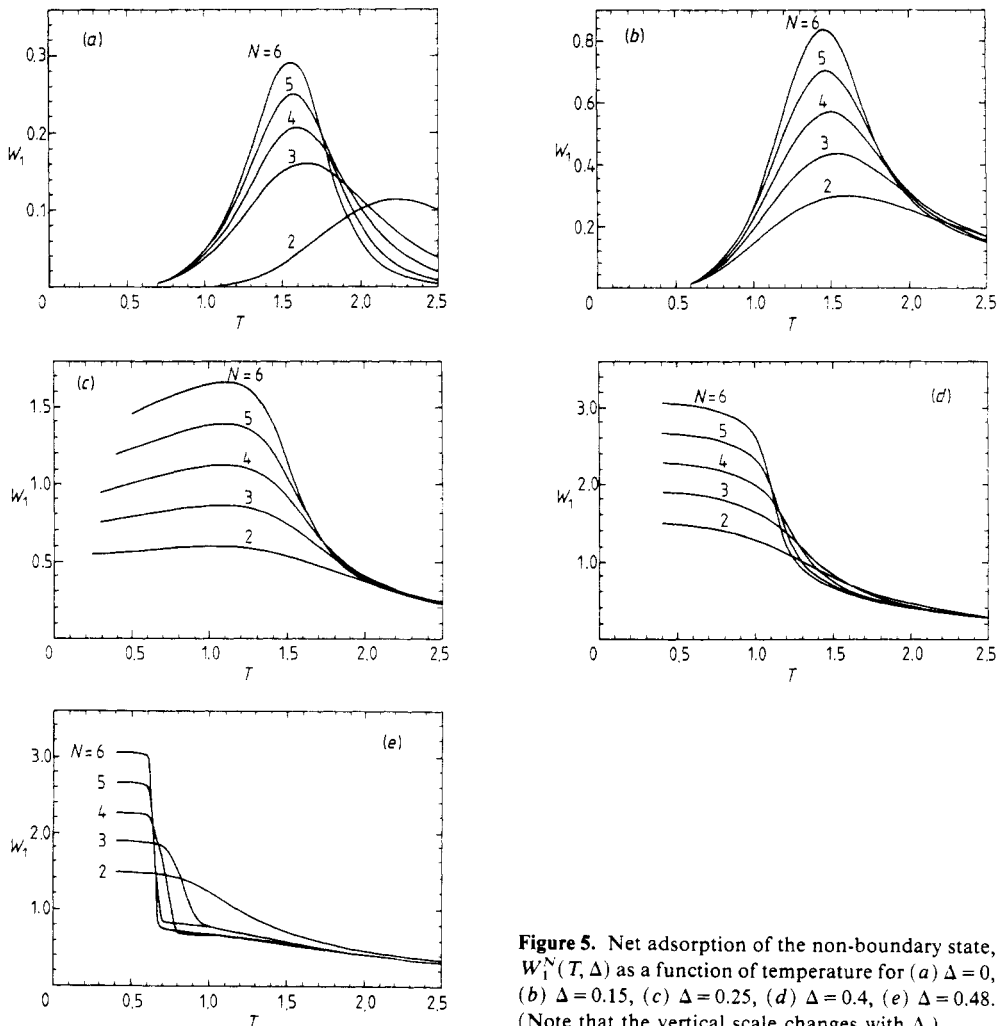 (a)
N=6
5
4
3
2
0.3
0.2
0.1
W₁
0
0.5
1.0
1.5
2.0
2.5
T
(b)
N=6
5
4
3
2
0.8
0.6
0.4
0.2
W₁
0
0.5
1.0
1.5
2.0
2.5
T
(c)
N=6
5
4
3
2
1.5
1.0
0.5
W₁
0
0.5
1.0
1.5
2.0
2.5
T
(d)
N=6
5
4
3
2
3.0
2.0
1.0
W₁
0
0.5
1.0
1.5
2.0
2.5
T
(e)
N=6
5
4
3
2
3.0
2.0
1.0
W₁
0
0.5
1.0
1.5
2.0
2.5
T
Figure 5. Net adsorption of the non-boundary state,
W₁ᴺ(T, Δ) as a function of temperature for (a) Δ = 0,
(b) Δ = 0.15, (c) Δ = 0.25, (d) Δ = 0.4, (e) Δ = 0.48.
(Note that the vertical scale changes with Δ.)